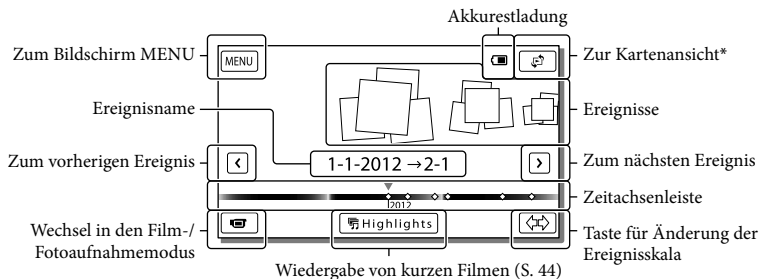 Akkurestladung
Zum Bildschirm MENU
MENU
Zur Kartenansicht*
Ereignisname
Ereignisse
Zum vorherigen Ereignis
1-1-2012 →2-1
Zum nächsten Ereignis
2012
Zeitachsenleiste
Wechsel in den Film-/
Fotoaufnahmemodus
Highlights
Taste für Änderung der
Ereignisskala
Wiedergabe von kurzen Filmen (S. 44)